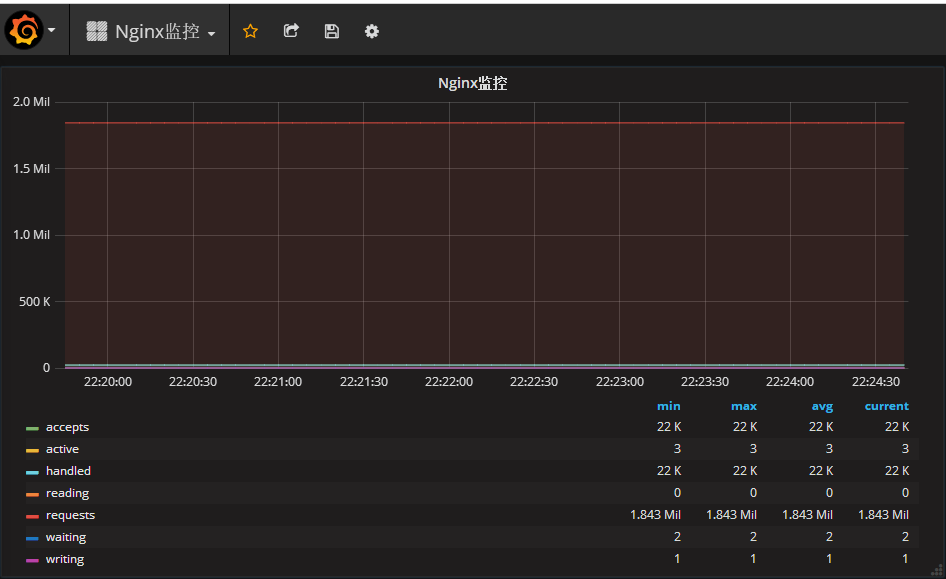 Nginx监控
Nginx监控
2.0 Mil
1.5 Mil
1.0 Mil
500 K
0
22:20:00 22:20:30 22:21:00 22:21:30 22:22:00 22:22:30 22:23:00 22:23:30 22:24:00 22:24:30
min max avg current
accepts 22 K 22 K 22 K 22 K
active 3 3 3 3
handled 22 K 22 K 22 K 22 K
reading 0 0 0 0
requests 1.843 Mil 1.843 Mil 1.843 Mil 1.843 Mil
waiting 2 2 2 2
writing 1 1 1 1